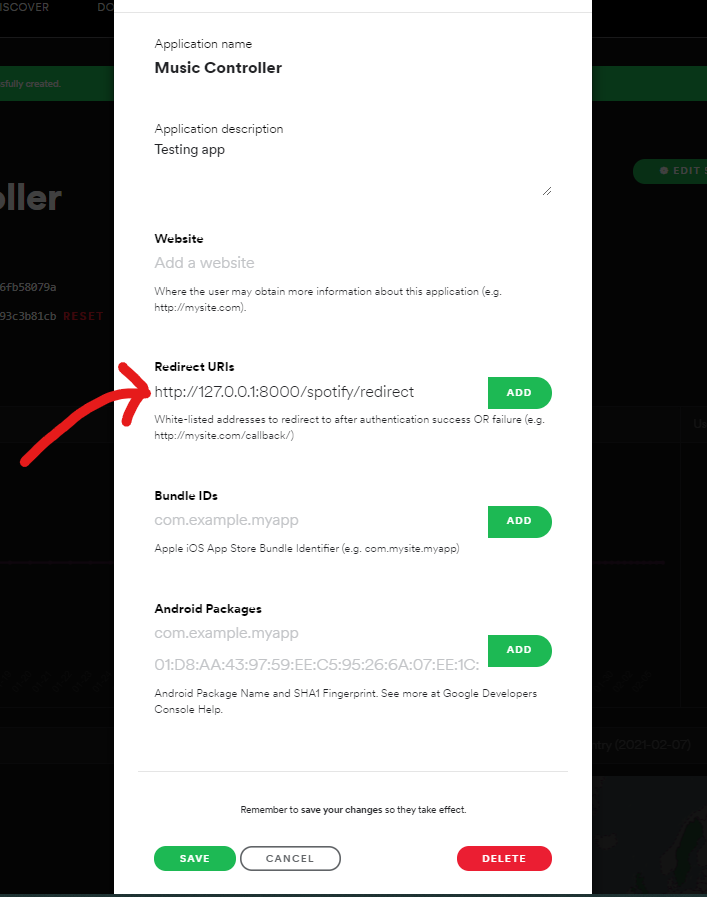 ISCOVER
DO
sfully created.
Application name
Music Controller
Application description
Testing app
oller
EDIT S
Website
Add a website
6fb58079a
Where the user may obtain more information about this application (e.g.
http://mysite.com).
93c3b81cb RESET
Redirect URIs
http://127.0.0.1:8000/spotify/redirect
ADD
White-listed addresses to redirect to after authentication success OR failure (e.g.
http://mysite.com/callback/)
Bundle IDs
com.example.myapp
ADD
Apple iOS App Store Bundle Identifier (e.g. com.mysite.myapp)
Android Packages
com.example.myapp
ADD
01:D8:AA:43:97:59:EE:C5:95:26:6A:07:EE:1C:
Android Package Name and SHA1 Fingerprint. See more at Google Developers
Console Help.
ntry (2021-02-07)
Remember to save your changes so they take effect.
SAVE
CANCEL
DELETE